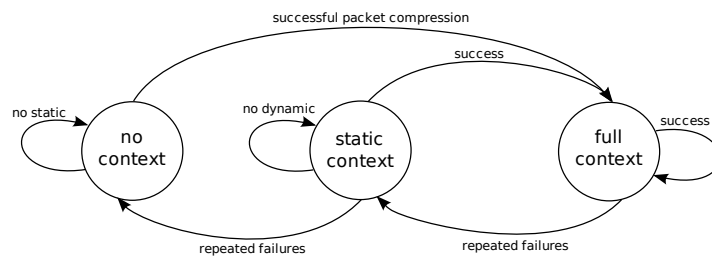 successful packet compression
success
no static
no dynamic
success
no
context
static
context
full
context
repeated failures
repeated failures